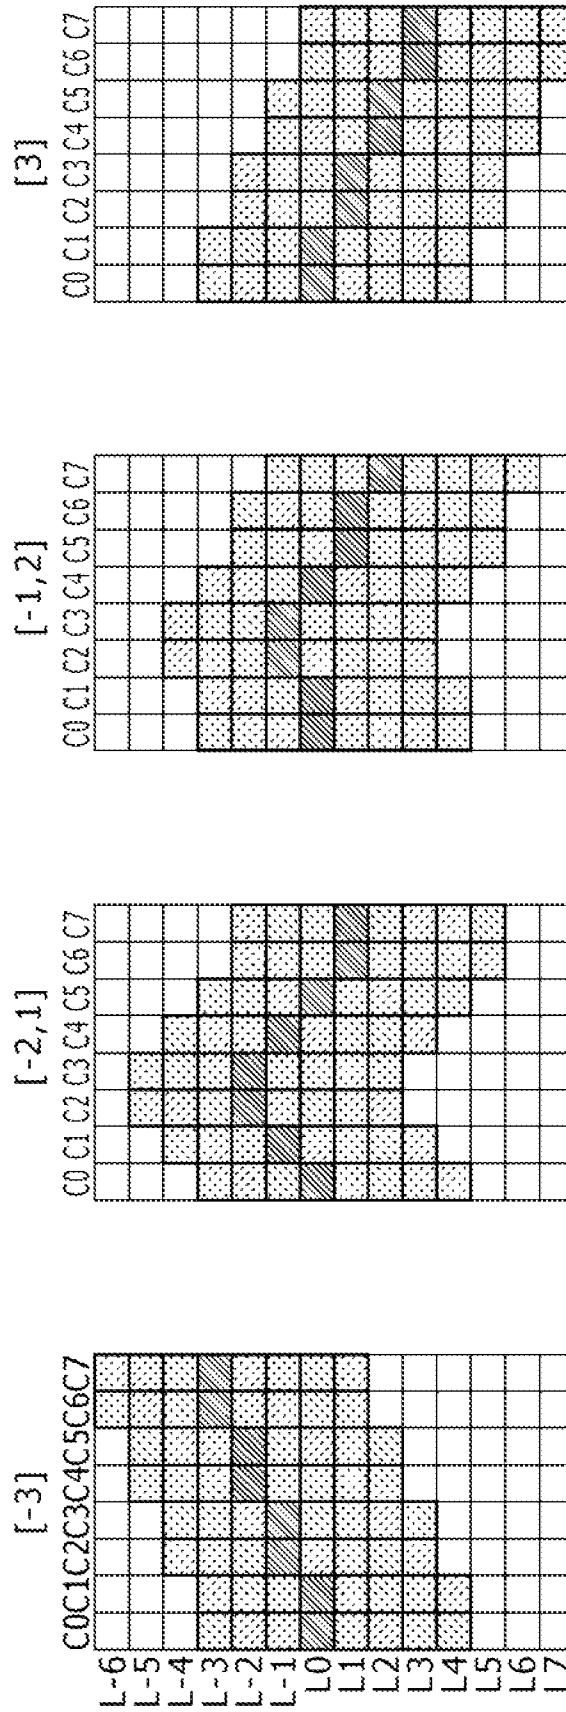 [-3]
[-2,1]
[-1,2]
[3]
C0C1C2C3C4C5C6C7
C0 C1 C2 C3 C4 C5 C6 C7
C0 C1 C2 C3 C4 C5 C6 C7
C0 C1 C2 C3 C4 C5 C6 C7
L-6
L-5
L-4
L-3
L-2
L-1
L0
L1
L2
L3
L4
L5
L6
L7